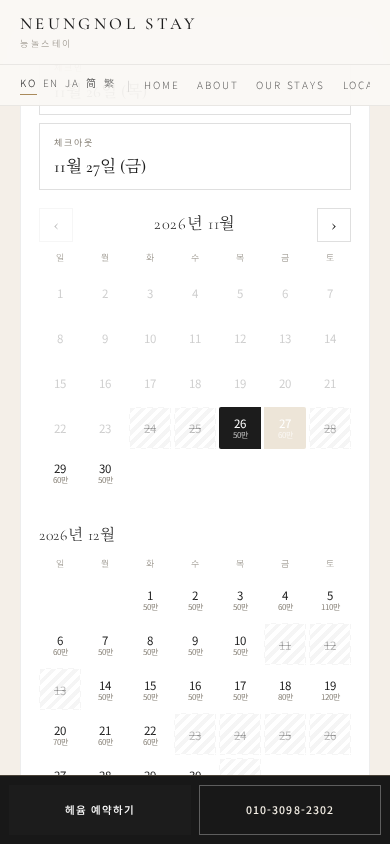 NEUNGNOL STAY
능놀스테이
KO EN JA 简 繁 | HOME ABOUT OUR STAYS LOCA
체크아웃
11월 27일 (금)
‹ 2026년 11월 ›
일 월 화 수 목 금 토
1 2 3 4 5 6 7
8 9 10 11 12 13 14
15 16 17 18 19 20 21
22 23 24 25 26 27 28
50만 60만
29 30
60만 50만
2026년 12월
일 월 화 수 목 금 토
1 2 3 4 5
50만 50만 50만 60만 110만
6 7 8 9 10 11 12
60만 50만 50만 50만 50만
13 14 15 16 17 18 19
50만 50만 50만 50만 80만 120만
20 21 22 23 24 25 26
70만 60만 60만
27 28 29 30
헤윰 예약하기
010-3098-2302